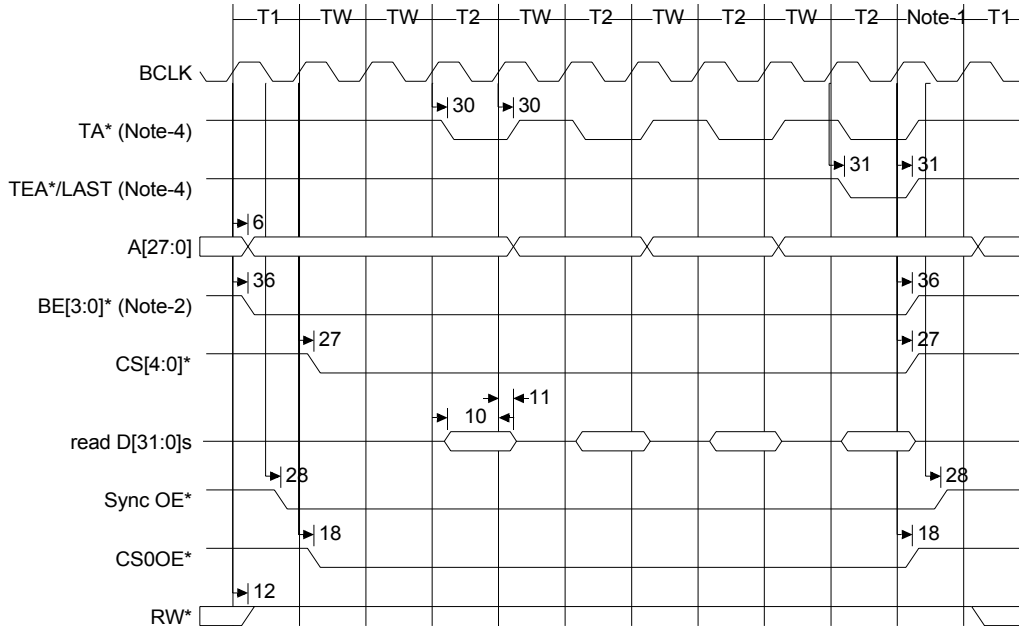 T1 TW TW T2 TW T2 TW T2 TW T2 Note-1 T1
BCLK
30 30
TA* (Note-4)
31 31
TEA*/LAST (Note-4)
6
A[27:0]
36 36
BE[3:0]* (Note-2)
27 27
CS[4:0]*
11
10
read D[31:0]s
28 28
Sync OE*
18 18
CS0OE*
12
RW*